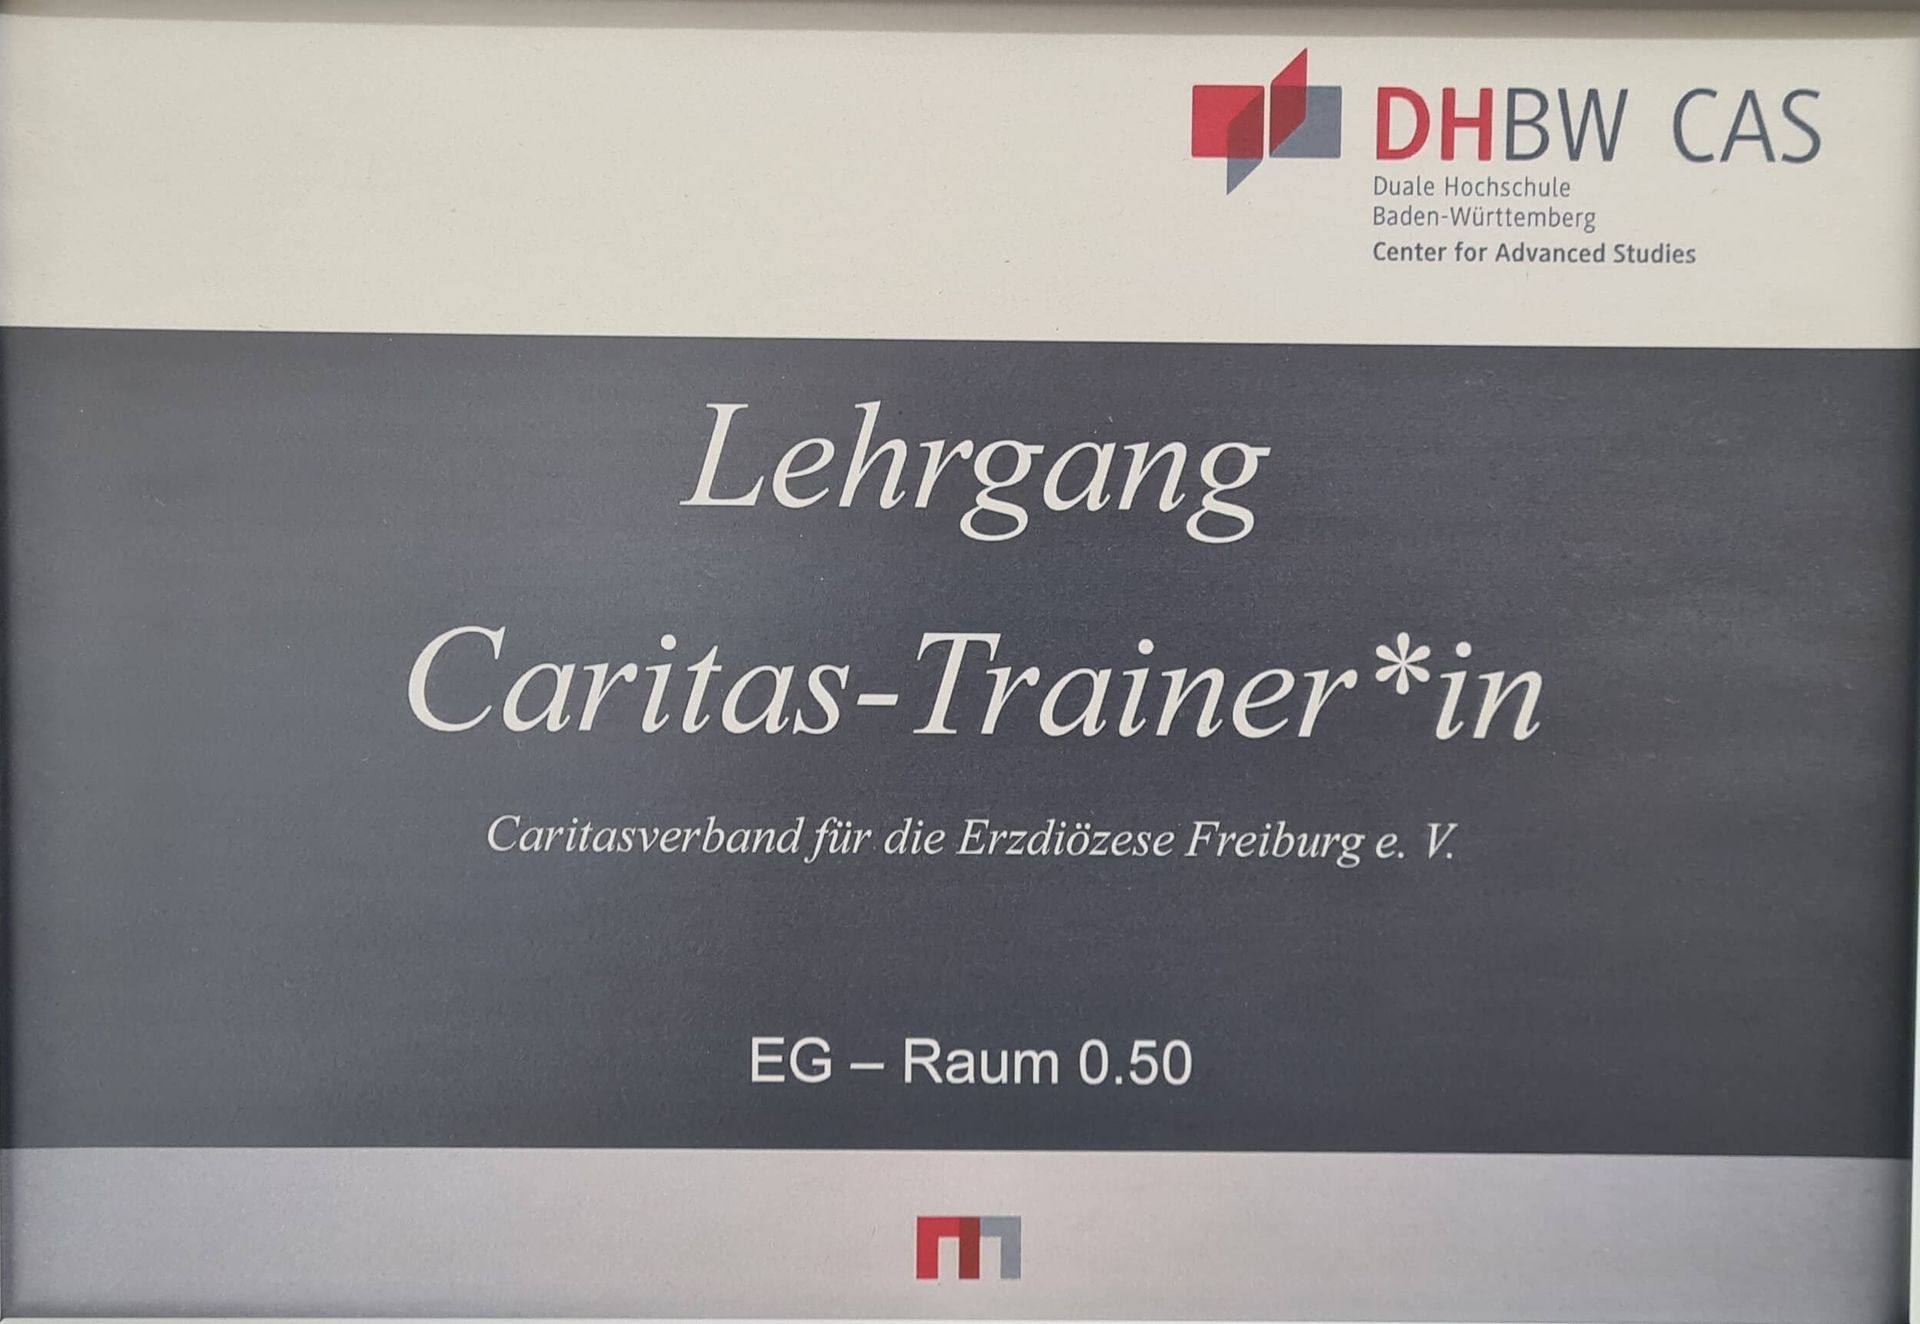 DHBW CAS
Duale Hochschule
Baden-Württemberg
Center for Advanced Studies
Lehrgang
Caritas-Trainer*in
Caritasverband für die Erzdiözese Freiburg e. V.
EG – Raum 0.50
m